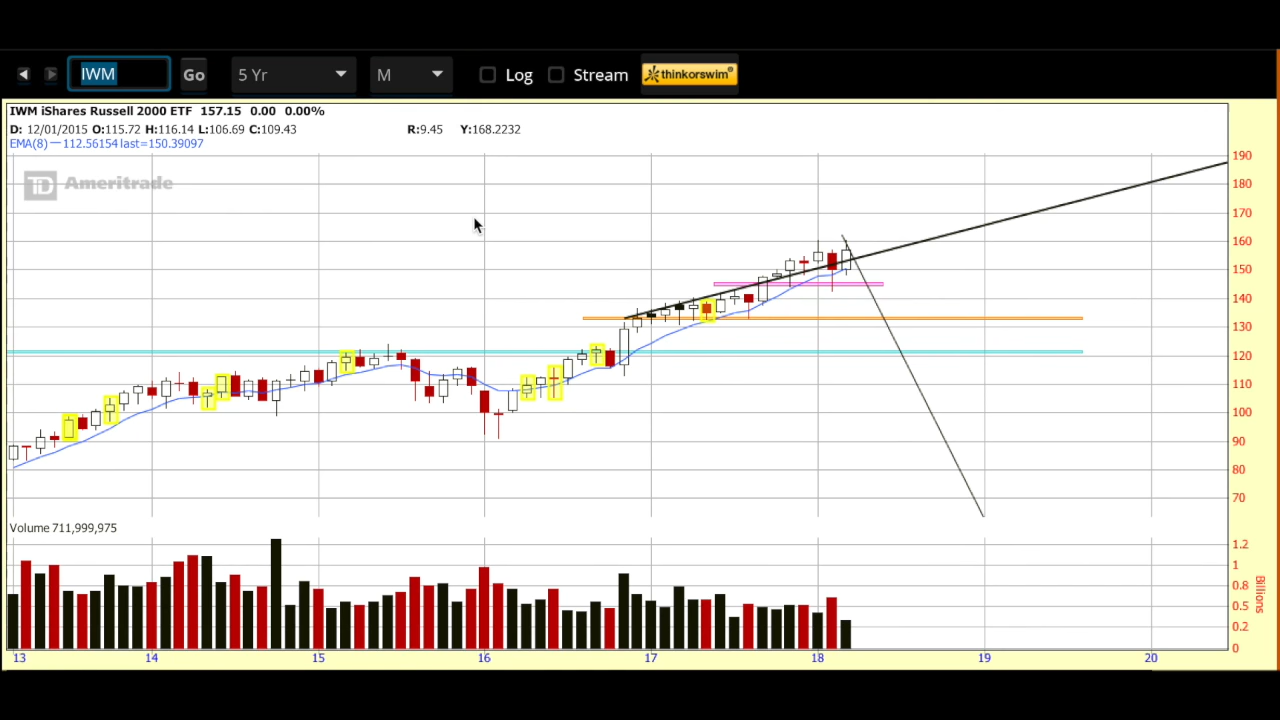 IWM Go 5 Yr M Log Stream thinkorswim®
IWM iShares Russell 2000 ETF 157.15 0.00 0.00%
D: 12/01/2015 O:115.72 H:116.14 L:106.69 C:109.43 R:9.45 Y:168.2232
EMA(8) — 112.56154 last=150.39097
D Ameritrade
190
180
170
160
150
140
130
120
110
100
90
80
70
Volume 711,999,975
1.2
1
0.8
0.5
0.2
0
Billions
13 14 15 16 17 18 19 20